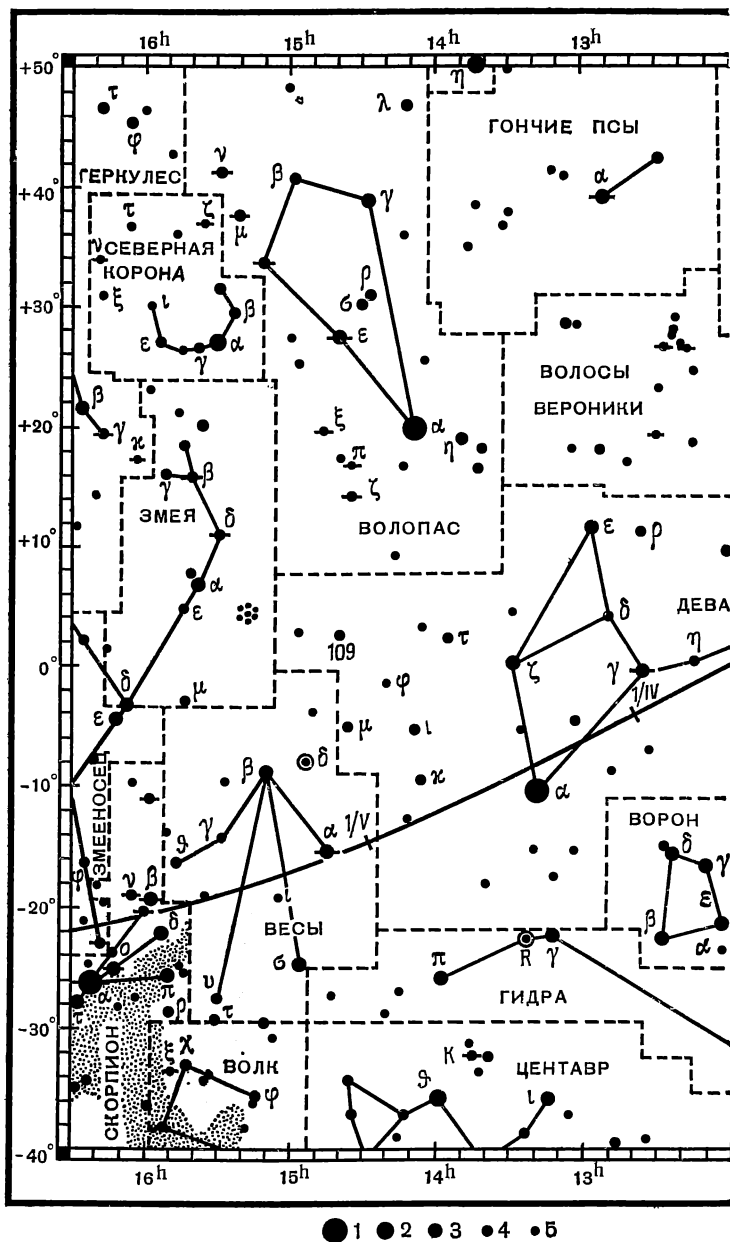 16ʰ 15ʰ 14ʰ 13ʰ
+50°
τ φ
η
λ
ГОНЧИЕ ПСЫ
α
ГЕРКУЛЕС
ν
β γ
+40°
τ ζ μ
ν СЕВЕРНАЯ
КОРОНА
ξ ι β
ρ
σ ε
+30°
ε γ α
ВОЛОСЫ
ВЕРОНИКИ
β
γ κ
ξ α η
+20°
π
γ β
ζ
ЗМЕЯ
δ
ВОЛОПАС
ε ρ
+10°
α
ε
δ
ДЕВА
109 τ
ζ γ η
0°
δ μ
φ
1/IV
ε
μ ι
β δ
κ
-10°
α
ЗМЕЕНОСЕЦ
γ
α 1/V
ВОРОН
ϑ
δ γ
φ
ν β
ι
ε
-20°
δ
ВЕСЫ
β α
ο
σ
π R γ
α π
υ
ГИДРА
τ ρ τ
-30°
СКОРПИОН
ξ χ ВОЛК
φ
К
ЦЕНТАВР
ϑ ι
-40°
16ʰ 15ʰ 14ʰ 13ʰ
1 2 3 4 5